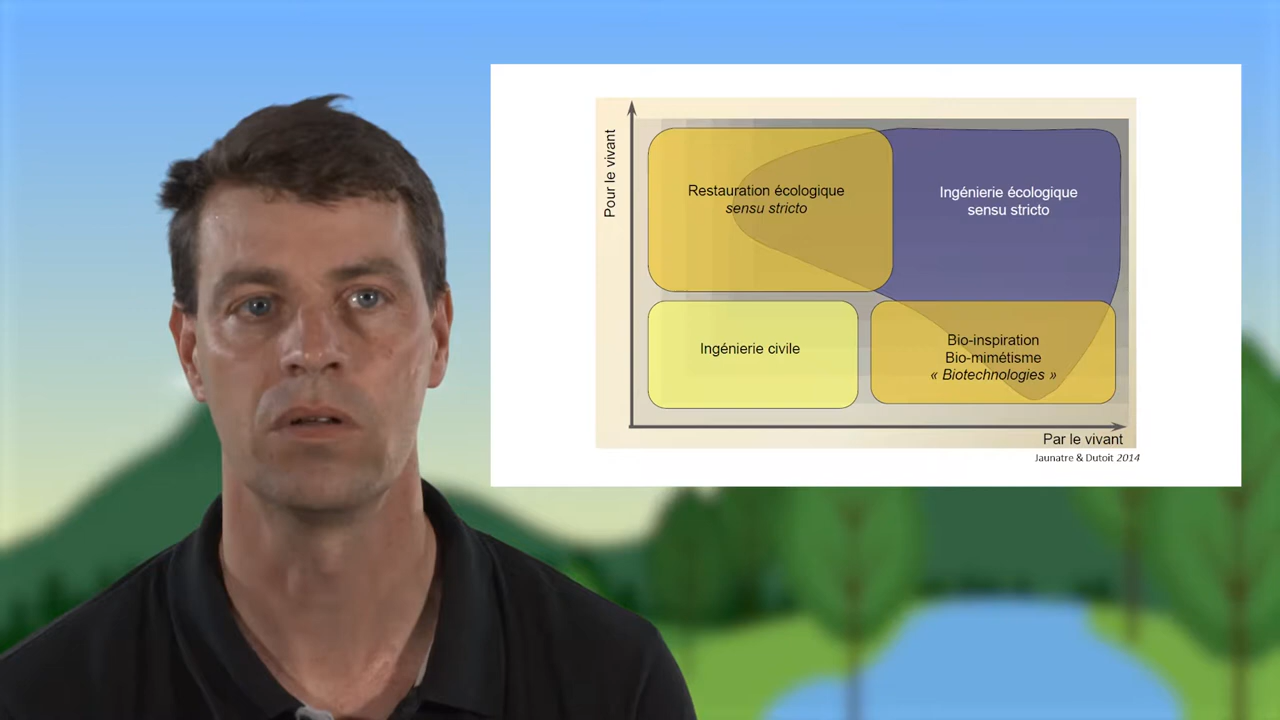 Pour le vivant
Restauration écologique
sensu stricto
Ingénierie écologique
sensu stricto
Ingénierie civile
Bio-inspiration
Bio-mimétisme
« Biotechnologies »
Par le vivant
Jaunatre & Dutoit 2014